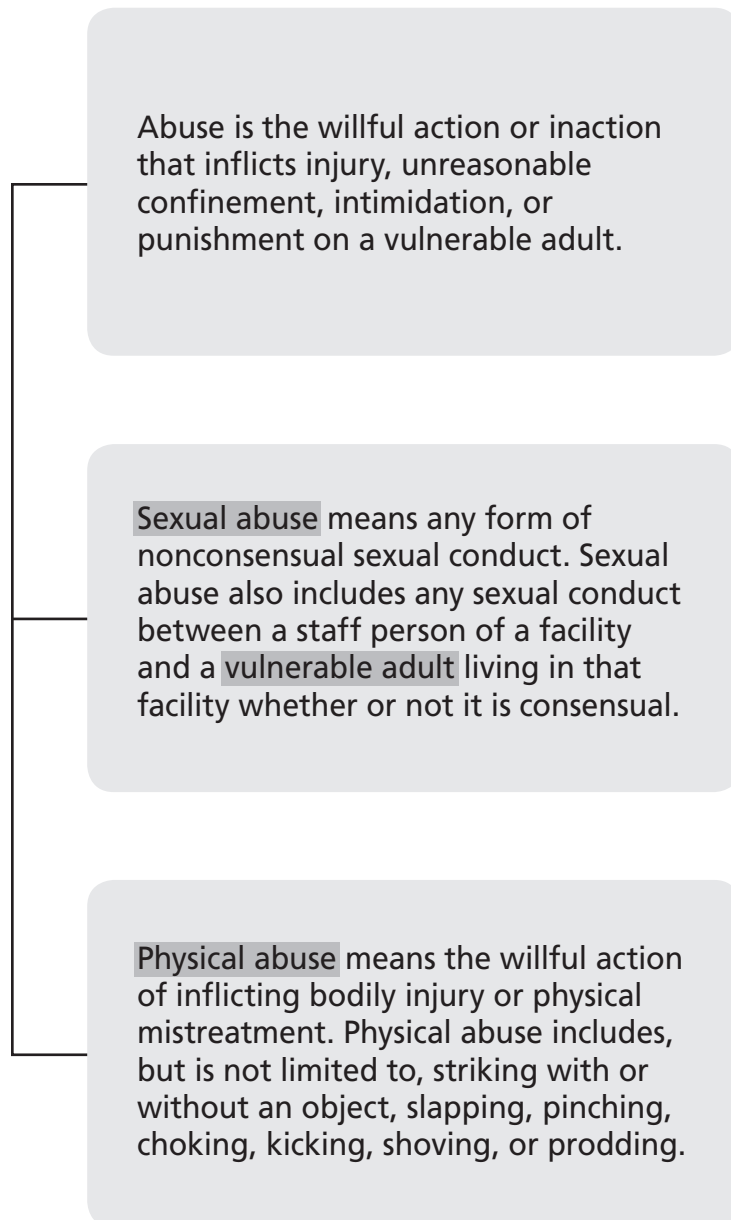 Abuse is the willful action or inaction
that inflicts injury, unreasonable
confinement, intimidation, or
punishment on a vulnerable adult.
Sexual abuse means any form of
nonconsensual sexual conduct. Sexual
abuse also includes any sexual conduct
between a staff person of a facility
and a vulnerable adult living in that
facility whether or not it is consensual.
Physical abuse means the willful action
of inflicting bodily injury or physical
mistreatment. Physical abuse includes,
but is not limited to, striking with or
without an object, slapping, pinching,
choking, kicking, shoving, or prodding.